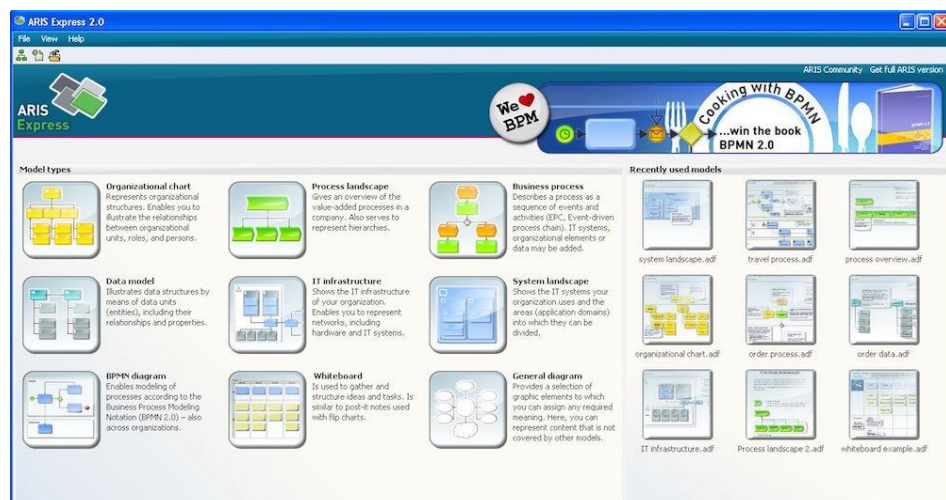 ARIS Express 2.0
File View Help
ARIS Community Get full ARIS version
ARIS
Express
We
BPM
Cooking with BPMN
...win the book
BPMN 2.0
Model types
Organizational chart
Represents organizational
structures. Enables you to
illustrate the relationships
between organizational
units, roles, and persons.
Process landscape
Gives an overview of the
value-added processes in a
company. Also serves to
represent hierarchies.
Business process
Describes a process as a
sequence of events and
activities (EPC, Event-driven
process chain). IT systems,
organizational elements or
data may be added.
Data model
Illustrates data structures by
means of data units
(entities), including their
relationships and properties.
IT infrastructure
Shows the IT infrastructure
of your organization.
Enables you to represent
networks, including
hardware and IT systems.
System landscape
Shows the IT systems your
organization uses and the
areas (application domains)
into which they can be
divided.
BPMN diagram
Enables modeling of
processes according to the
Business Process Modeling
Notation (BPMN 2.0) – also
across organizations.
Whiteboard
Is used to gather and
structure ideas and tasks. Is
similar to post-it notes used
with flip charts.
General diagram
Provides a selection of
graphic elements to which
you can assign any required
meaning. Here, you can
represent content that is not
covered by other models.
Recently used models
system landscape.adf
travel process.adf
process overview.adf
organizational chart.adf
order process.adf
order data.adf
IT infrastructure.adf
Process landscape 2.adf
whiteboard example.adf